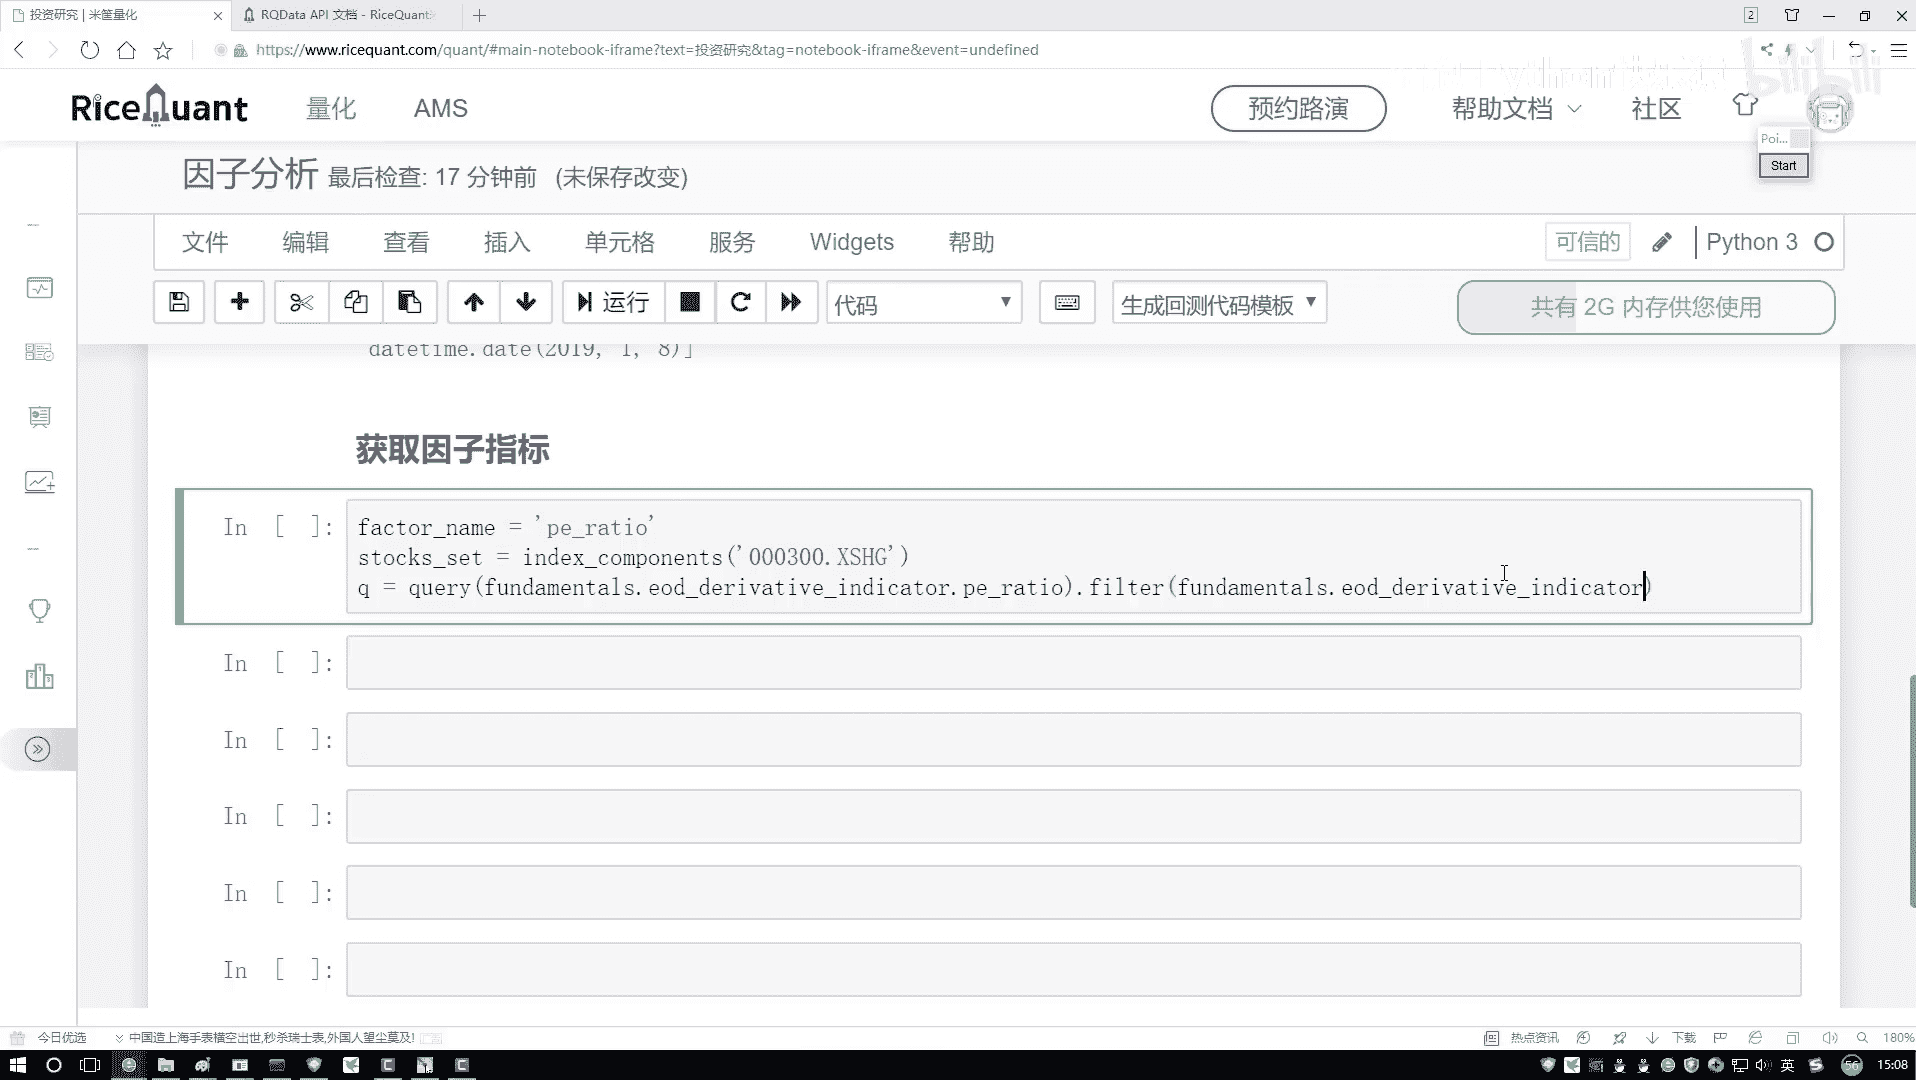 投资研究 | 米筐量化
RQData API 文档 - RiceQuant
2
https://www.ricequant.com/quant/#main-notebook-iframe?text=投资研究&tag=notebook-iframe&event=undefined
bilibili
RiceQuant
量化
AMS
预约路演
帮助文档
社区
Poi...
Start
因子分析 最后检查: 17 分钟前 (未保存改变)
文件
编辑
查看
插入
单元格
服务
Widgets
帮助
可信的
Python 3
运行
代码
生成回测代码模板
共有 2G 内存供您使用
datetime.date(2019, 1, 8)]
获取因子指标
In [ ]:
factor_name = 'pe_ratio'
stocks_set = index_components('000300.XSHG')
q = query(fundamentals.eod_derivative_indicator.pe_ratio).filter(fundamentals.eod_derivative_indicator)
In [ ]:
In [ ]:
In [ ]:
In [ ]:
In [ ]:
今日优选
中国造上海手表横空出世,秒杀瑞士表,外国人望尘莫及!
热点资讯
下载
180%
英
56
15:08